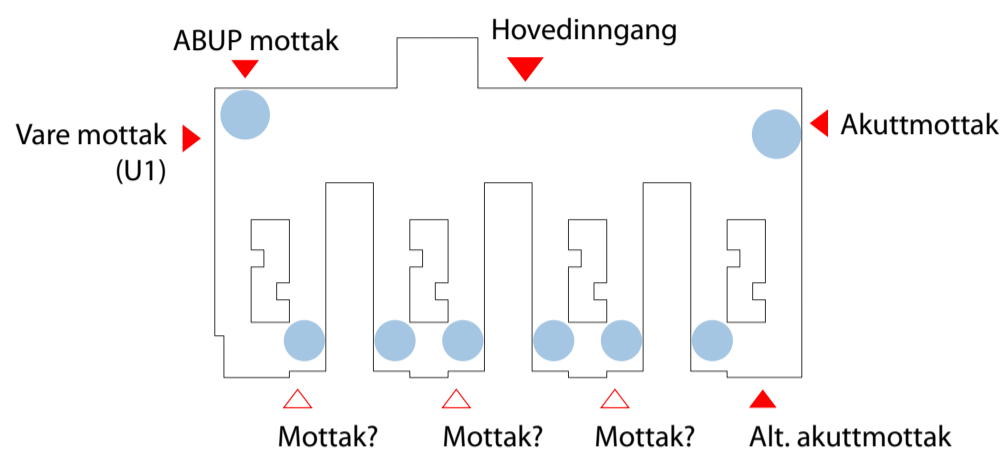 Hovedinngang
ABUP mottak
Vare mottak
(U1)
Akuttmottak
Mottak?
Mottak?
Mottak?
Alt. akuttmottak